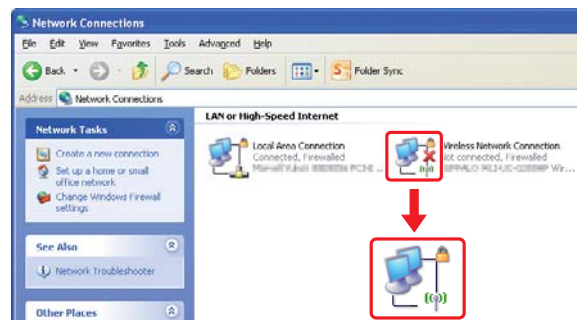 Network Connections
File Edit View Favorites Tools Advanced Help
Back Search Folders Folder Sync
Address Network Connections
LAN or High-Speed Internet
Network Tasks
Create a new connection
Set up a home or small
office network
Change Windows Firewall
settings
See Also
Network Troubleshooter
Other Places
Local Area Connection
Connected, Firewalled
Wireless Network Connection
Not connected, Firewalled